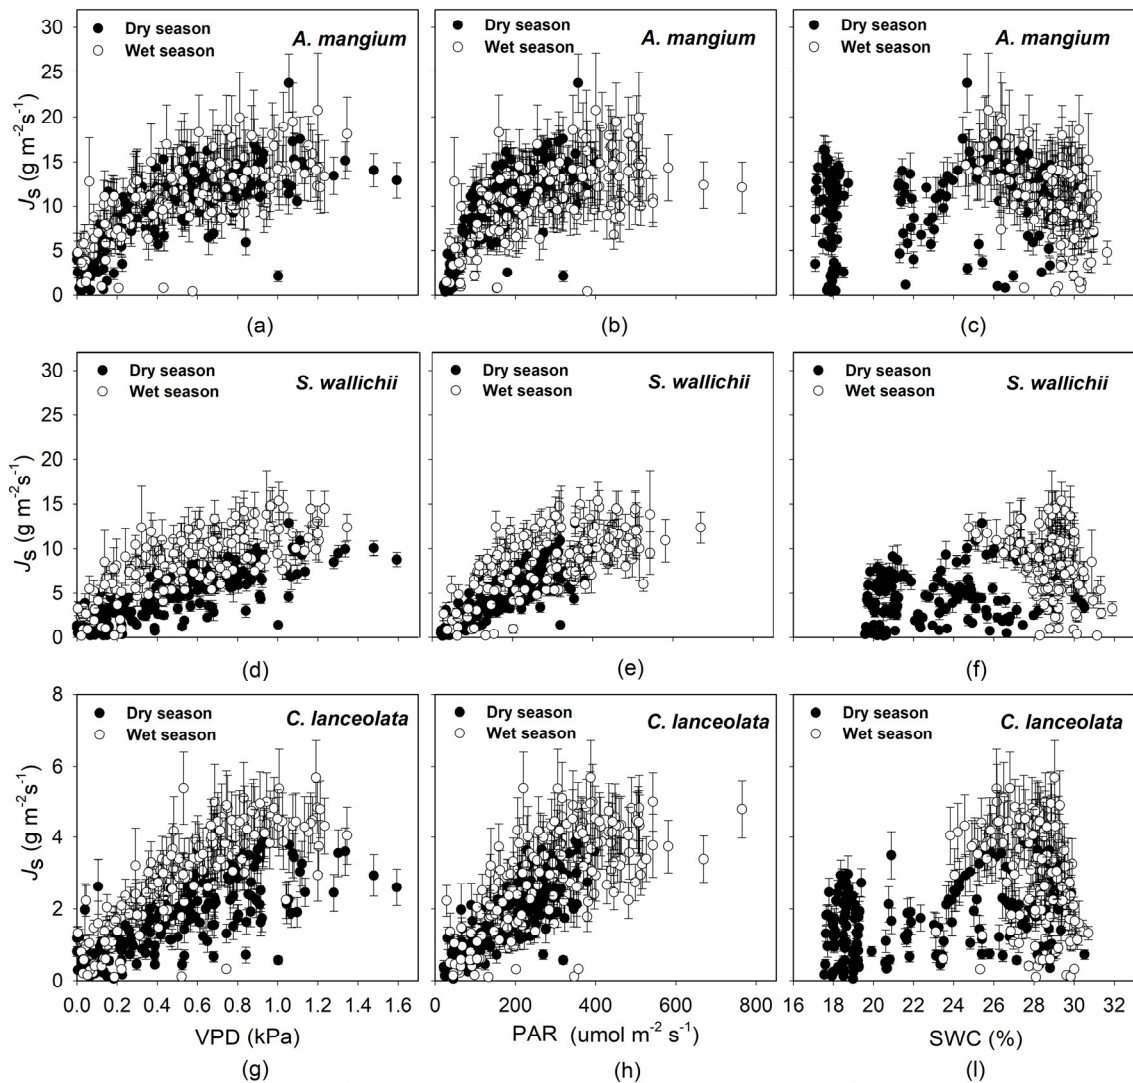 30
25
20
15
10
5
0
Js (g m-2s-1)
Dry season
Wet season
A. mangium
(a)
Dry season
Wet season
A. mangium
(b)
Dry season
Wet season
A. mangium
(c)
30
25
20
15
10
5
0
Js (g m-2s-1)
Dry season
Wet season
S. wallichii
(d)
Dry season
Wet season
S. wallichii
(e)
Dry season
Wet season
S. wallichii
(f)
8
6
4
2
0
Js (g m-2s-1)
Dry season
Wet season
C. lanceolata
0.0 0.2 0.4 0.6 0.8 1.0 1.2 1.4 1.6
VPD (kPa)
(g)
Dry season
Wet season
C. lanceolata
0 200 400 600 800
PAR (umol m-2 s-1)
(h)
Dry season
Wet season
C. lanceolata
16 18 20 22 24 26 28 30 32
SWC (%)
(l)